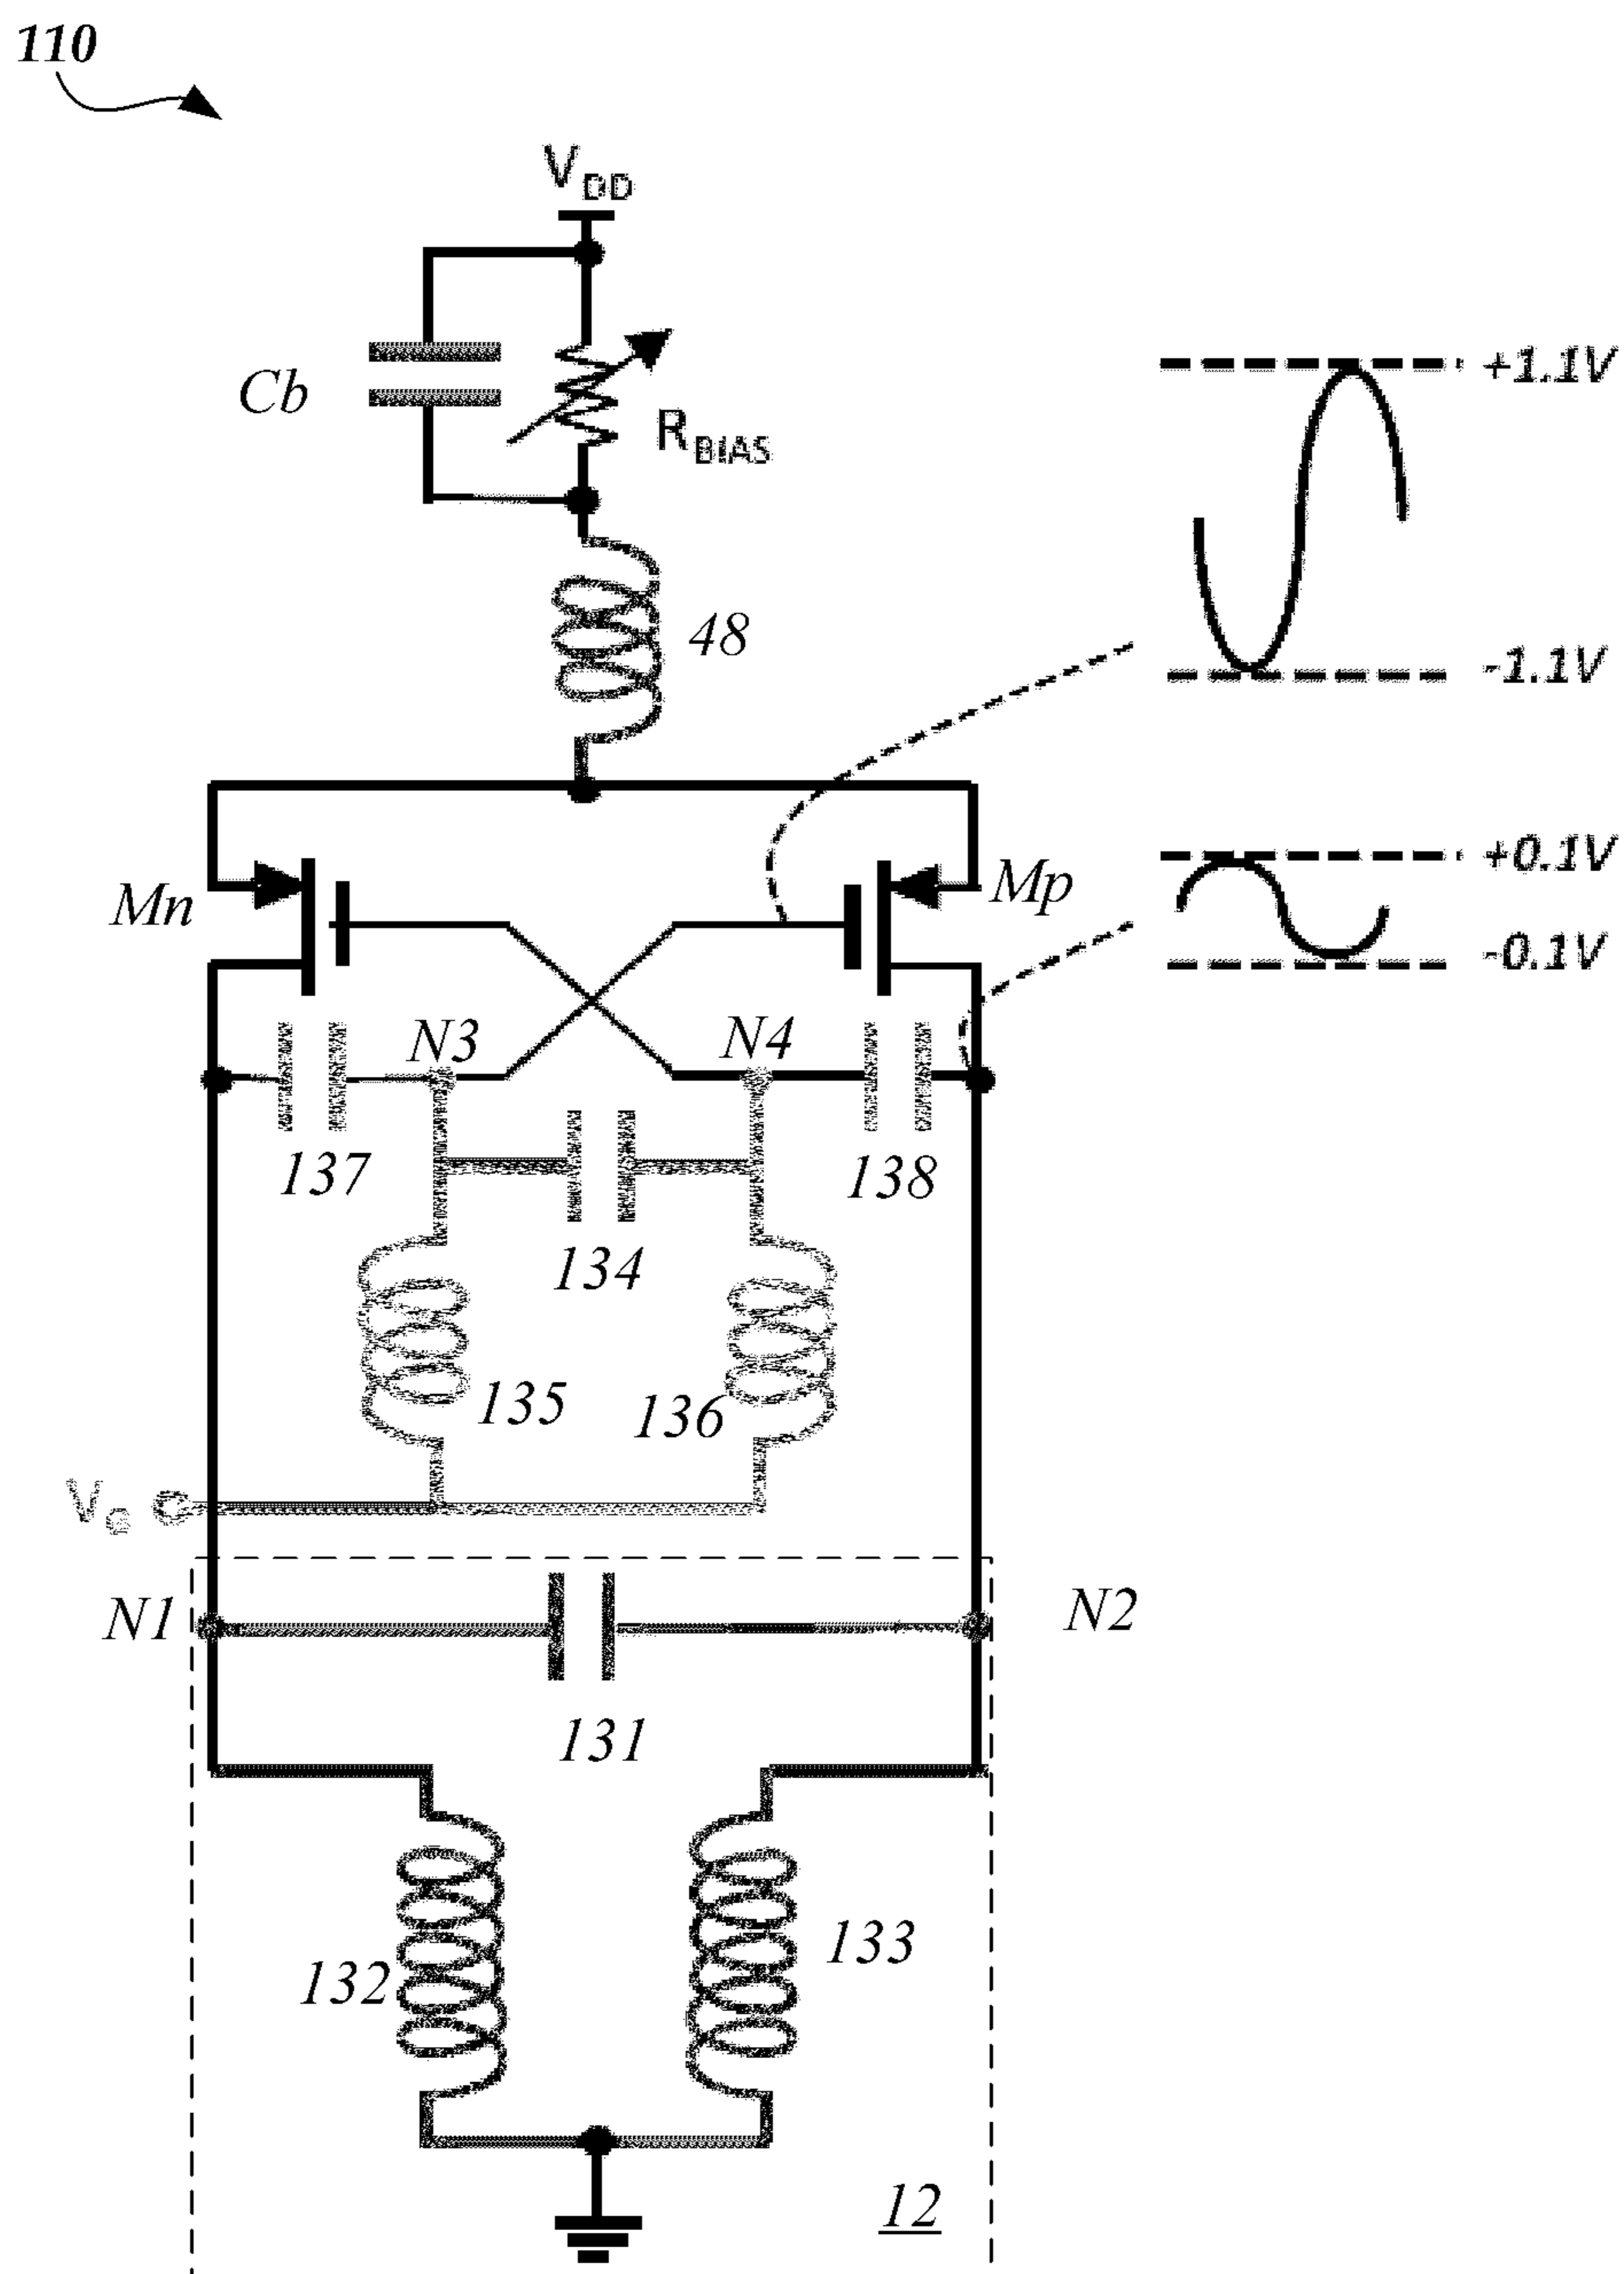 110
VDD
Cb
RBIAS
+1.1V
48
-1.1V
+0.1V
Mn
Mp
-0.1V
N3
N4
137
138
134
135
136
VG
N1
N2
131
133
132
12